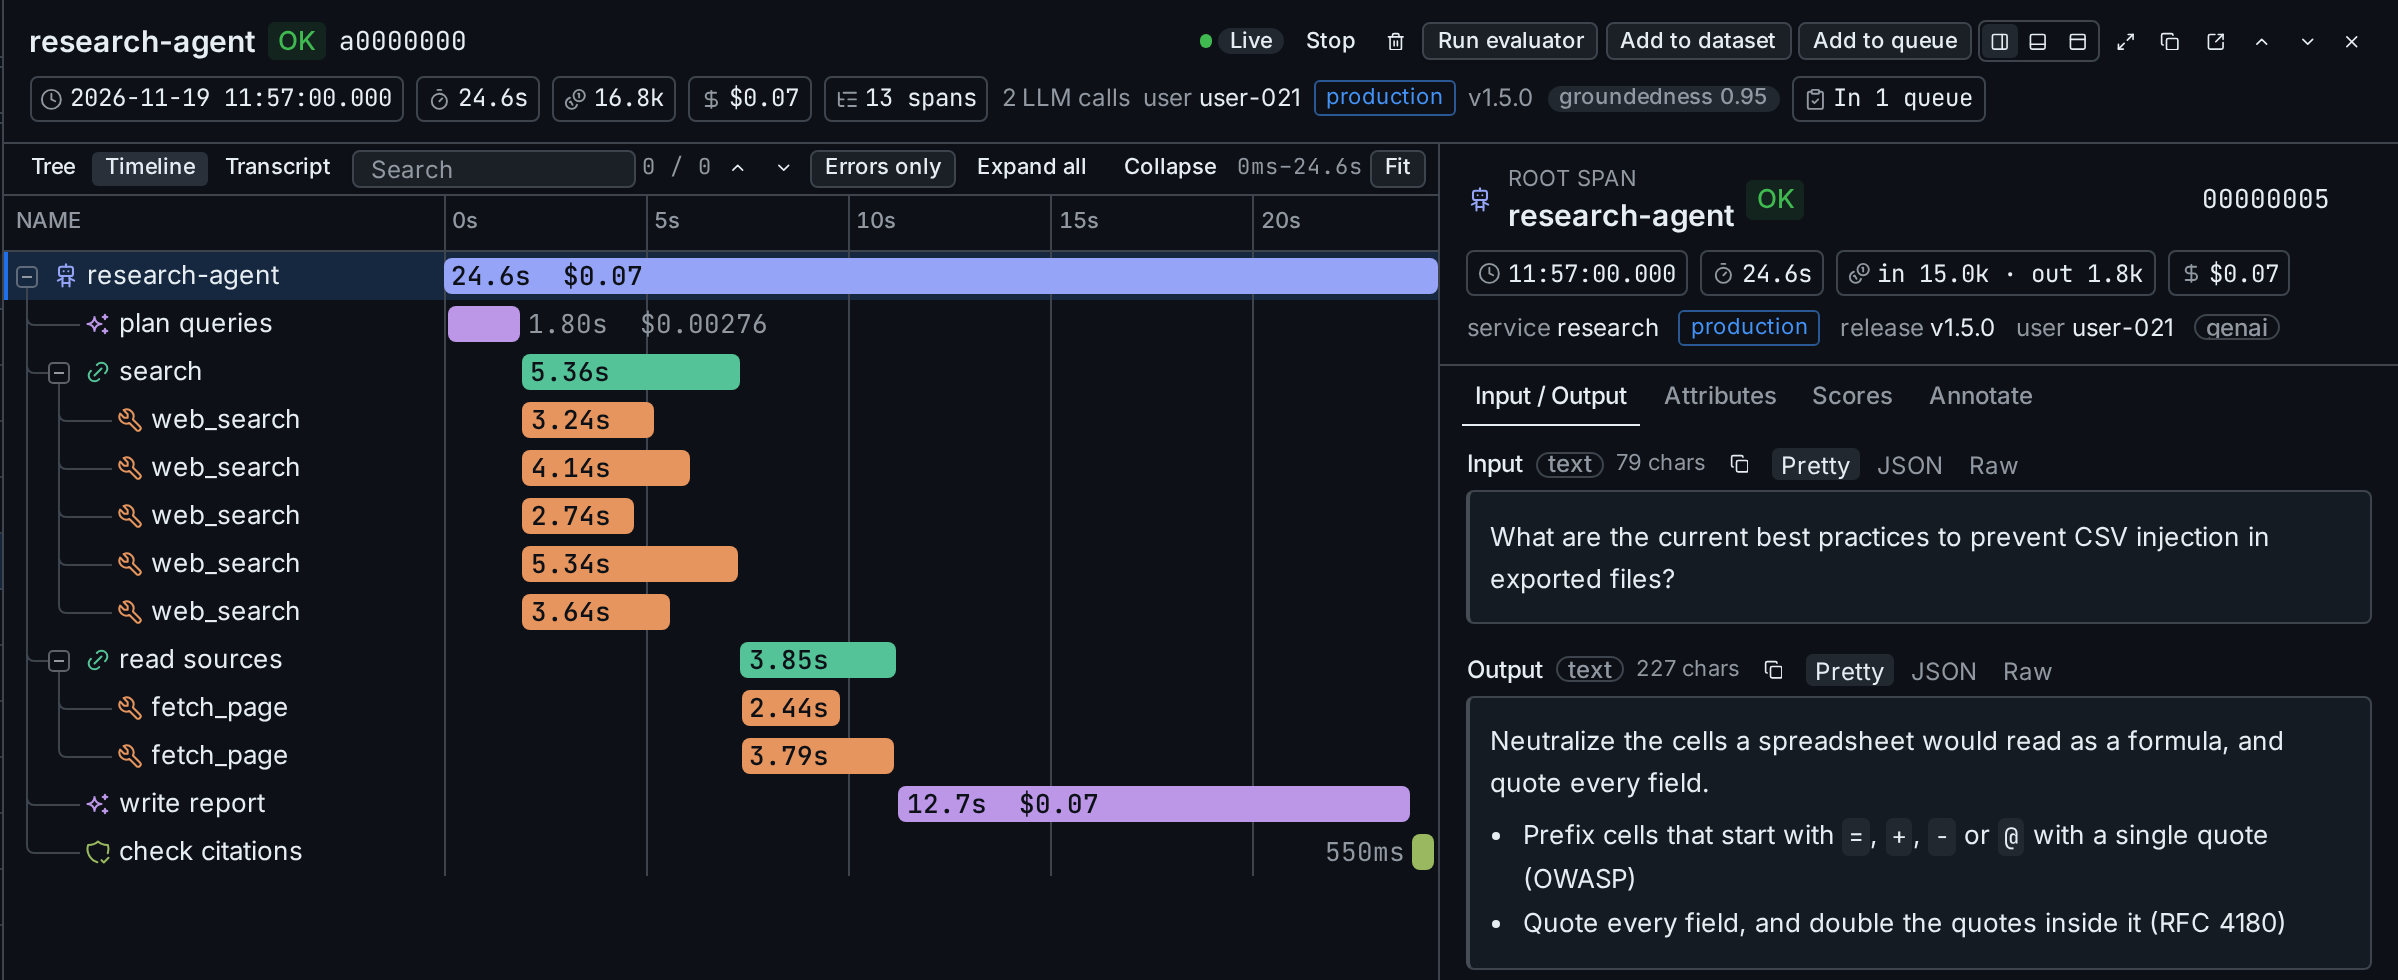 research-agent OK a0000000 Live Stop Run evaluator Add to dataset Add to queue
2026-11-19 11:57:00.000 24.6s 16.8k $0.07 13 spans 2 LLM calls user user-021 production v1.5.0 groundedness 0.95 In 1 queue
Tree Timeline Transcript Search 0 / 0 Errors only Expand all Collapse 0ms–24.6s Fit
NAME 0s 5s 10s 15s 20s
research-agent 24.6s $0.07
plan queries 1.80s $0.00276
search 5.36s
web_search 3.24s
web_search 4.14s
web_search 2.74s
web_search 5.34s
web_search 3.64s
read sources 3.85s
fetch_page 2.44s
fetch_page 3.79s
write report 12.7s $0.07
check citations 550ms
ROOT SPAN
research-agent OK 00000005
11:57:00.000 24.6s in 15.0k · out 1.8k $0.07
service research production release v1.5.0 user user-021 genai
Input / Output Attributes Scores Annotate
Input text 79 chars Pretty JSON Raw
What are the current best practices to prevent CSV injection in
exported files?
Output text 227 chars Pretty JSON Raw
Neutralize the cells a spreadsheet would read as a formula, and
quote every field.
• Prefix cells that start with =, +, - or @ with a single quote
(OWASP)
• Quote every field, and double the quotes inside it (RFC 4180)